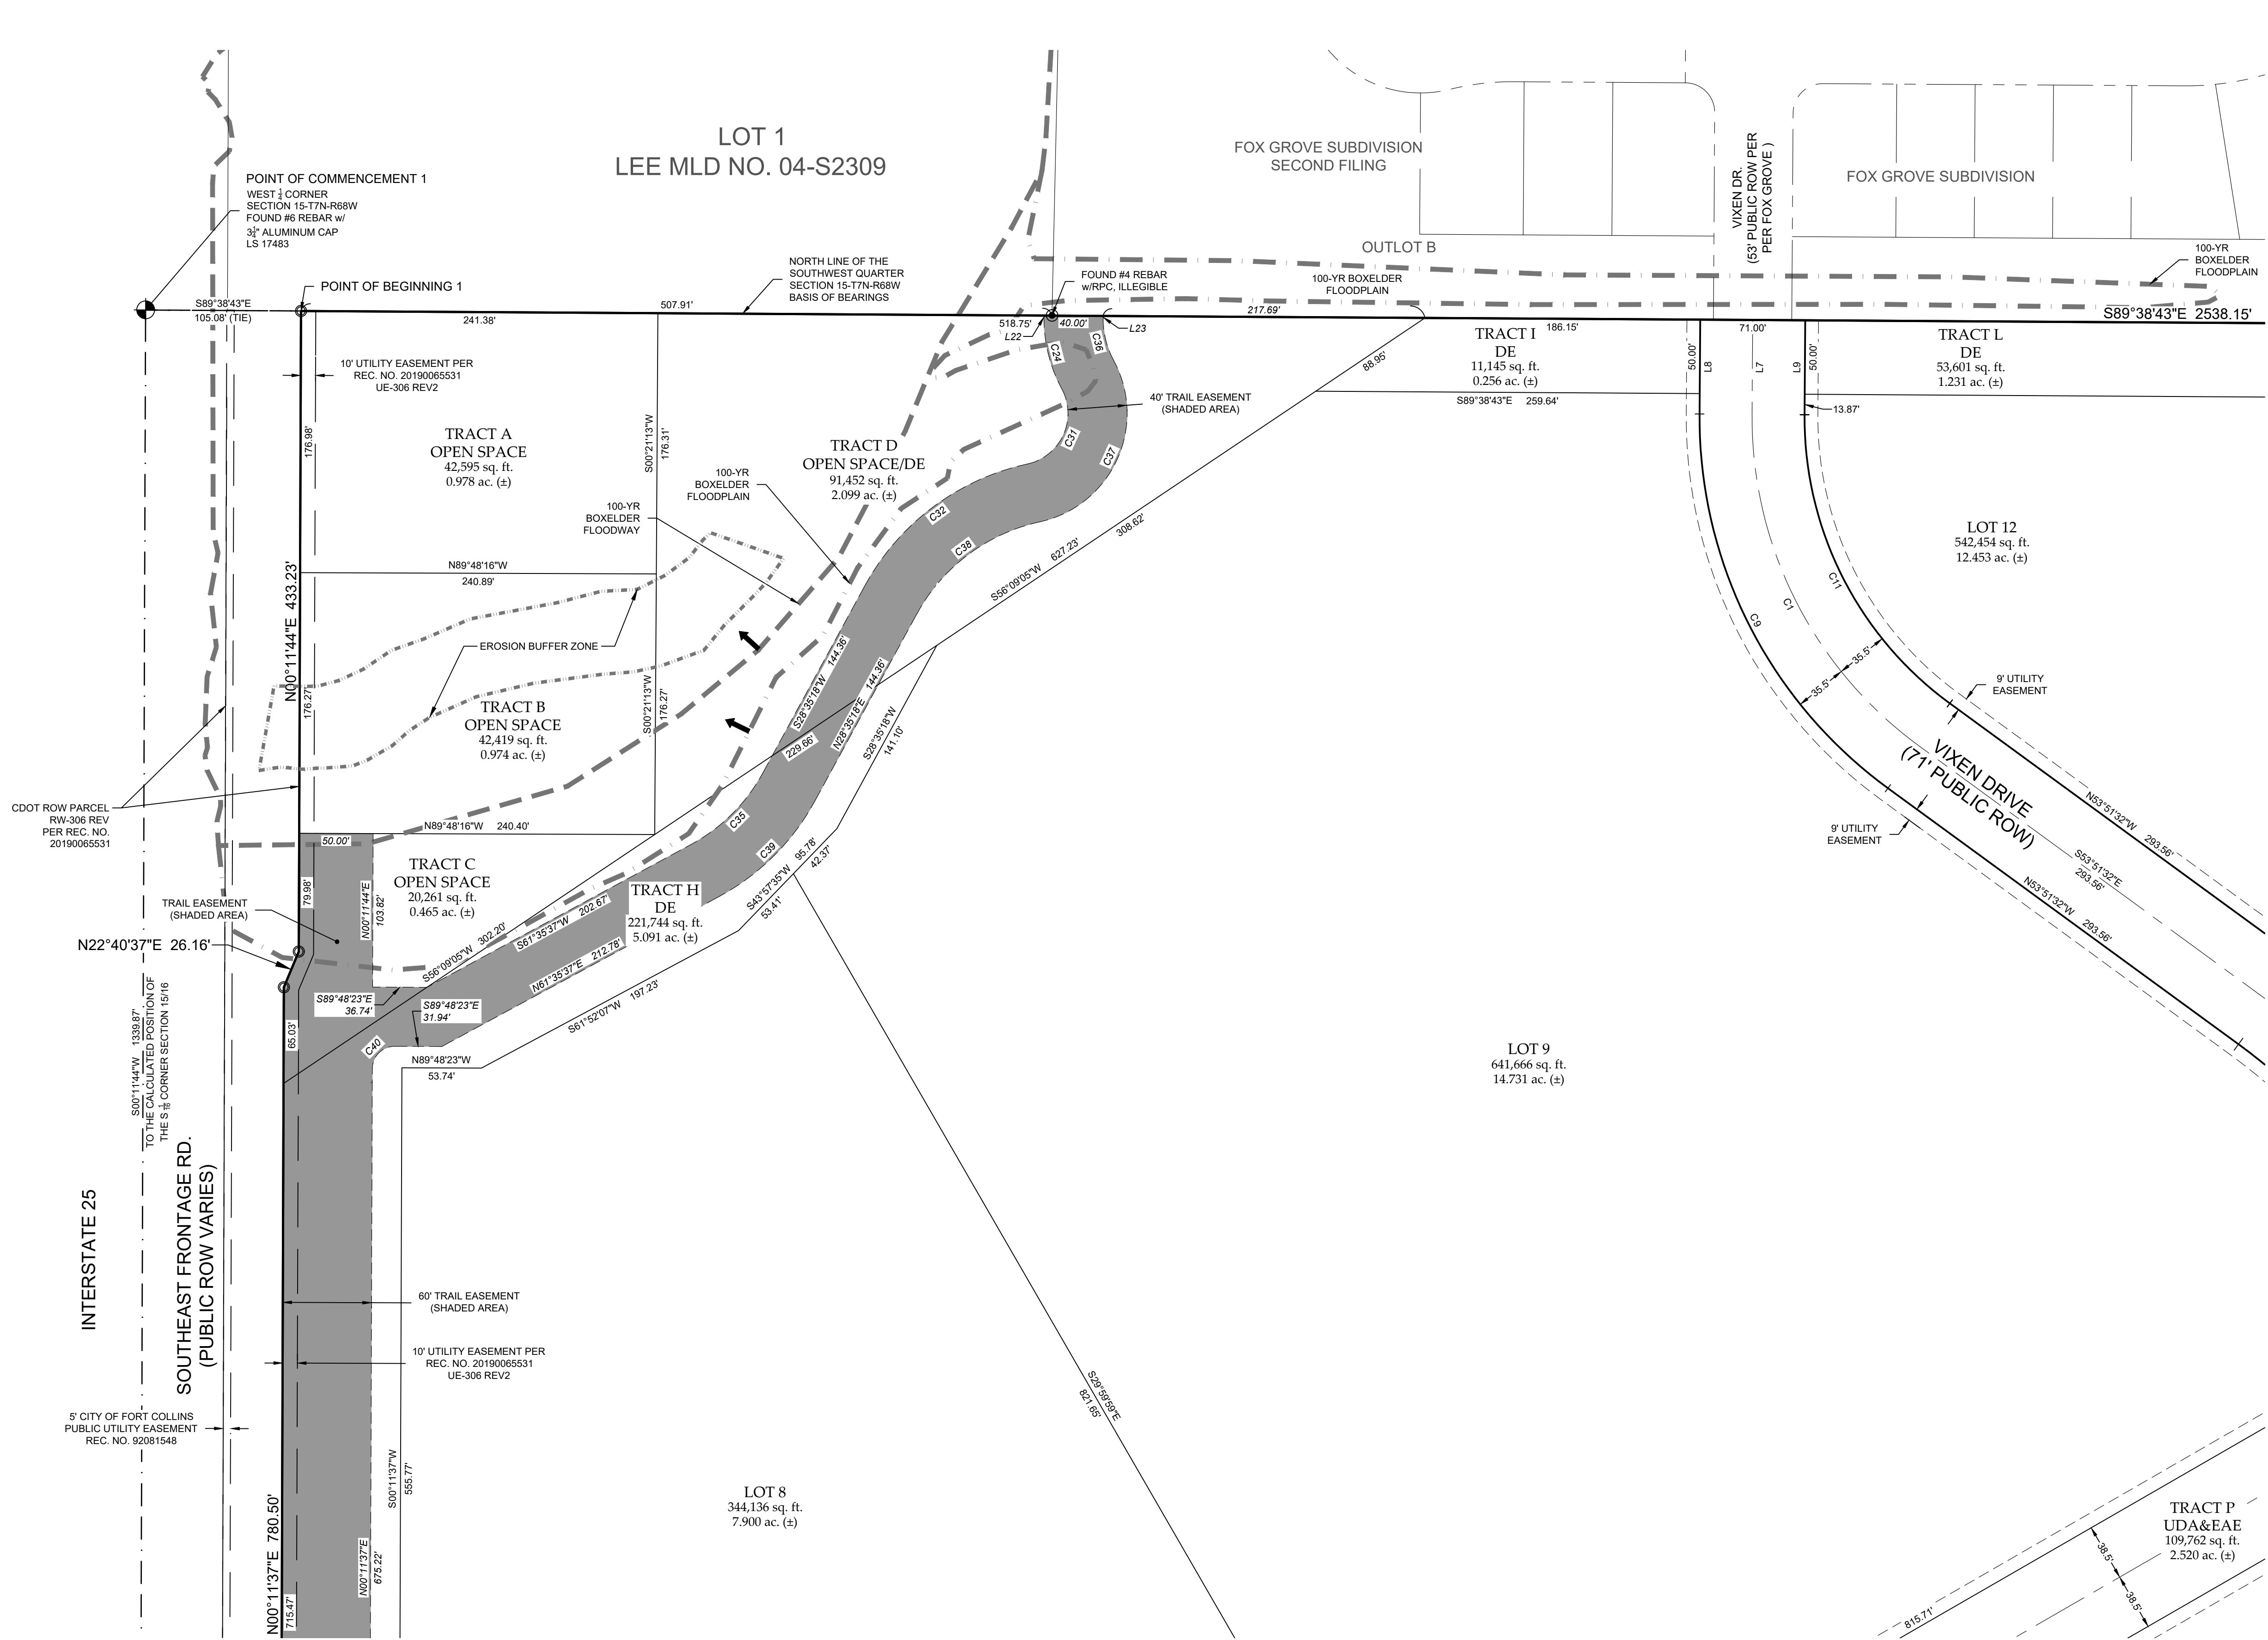 LOT 1
LEE MLD NO. 04-S2309
FOX GROVE SUBDIVISION
SECOND FILING
VIXEN DR.
(53' PUBLIC ROW PER
PER FOX GROVE )
FOX GROVE SUBDIVISION
OUTLOT B
100-YR
BOXELDER
FLOODPLAIN
POINT OF COMMENCEMENT 1
WEST 1/4 CORNER
SECTION 15-T7N-R68W
FOUND #6 REBAR w/
3 1/4" ALUMINUM CAP
LS 17483
POINT OF BEGINNING 1
NORTH LINE OF THE
SOUTHWEST QUARTER
SECTION 15-T7N-R68W
BASIS OF BEARINGS
FOUND #4 REBAR
w/RPC, ILLEGIBLE
100-YR BOXELDER
FLOODPLAIN
S89°38'43"E
105.08' (TIE)
241.38'
507.91'
518.75'
L22
40.00'
L23
217.69'
186.15'
71.00'
S89°38'43"E 2538.15'
10' UTILITY EASEMENT PER
REC. NO. 20190065531
UE-306 REV2
TRACT A
OPEN SPACE
42,595 sq. ft.
0.978 ac. (±)
176.98'
S00°21'13"W
176.31'
TRACT D
OPEN SPACE/DE
91,452 sq. ft.
2.099 ac. (±)
C24
C36
88.95'
40' TRAIL EASEMENT
(SHADED AREA)
C31
C37
C32
C38
TRACT I
DE
11,145 sq. ft.
0.256 ac. (±)
S89°38'43"E 259.64'
50.00'
L8
L7
L9
50.00'
13.87'
TRACT L
DE
53,601 sq. ft.
1.231 ac. (±)
100-YR
BOXELDER
FLOODPLAIN
100-YR
BOXELDER
FLOODWAY
S56°09'05"W 627.23'
308.62'
LOT 12
542,454 sq. ft.
12.453 ac. (±)
N89°48'16"W
240.89'
N00°11'44"E 433.23'
EROSION BUFFER ZONE
176.27'
S00°21'13"W
176.27'
TRACT B
OPEN SPACE
42,419 sq. ft.
0.974 ac. (±)
S28°35'18"W 144.36'
N28°35'18"E 144.36'
S28°35'18"W
141.10'
229.66'
C9
C1
C11
35.5'
35.5'
9' UTILITY
EASEMENT
VIXEN DRIVE
(71' PUBLIC ROW)
9' UTILITY
EASEMENT
N53°51'32"W 293.56'
S53°51'32"E
293.56'
N53°51'32"W 293.56'
CDOT ROW PARCEL
RW-306 REV
PER REC. NO.
20190065531
N89°48'16"W 240.40'
50.00'
TRACT C
OPEN SPACE
20,261 sq. ft.
0.465 ac. (±)
79.98'
N00°11'44"E
103.82'
TRAIL EASEMENT
(SHADED AREA)
N22°40'37"E 26.16'
C35
C39
S43°57'35"W 95.78'
42.37'
53.41'
TRACT H
DE
221,744 sq. ft.
5.091 ac. (±)
S56°09'05"W 302.20'
S61°35'37"W 202.67'
N61°35'37"E 212.78'
S61°52'07"W 197.23'
S89°48'23"E
36.74'
S89°48'23"E
31.94'
C40
N89°48'23"W
53.74'
65.03'
S00°11'44"W 1339.87'
TO THE CALCULATED POSITION OF
THE S 1/16 CORNER SECTION 15/16
LOT 9
641,666 sq. ft.
14.731 ac. (±)
INTERSTATE 25
SOUTHEAST FRONTAGE RD.
(PUBLIC ROW VARIES)
60' TRAIL EASEMENT
(SHADED AREA)
10' UTILITY EASEMENT PER
REC. NO. 20190065531
UE-306 REV2
5' CITY OF FORT COLLINS
PUBLIC UTILITY EASEMENT
REC. NO. 92081548
S29°59'59"E
821.65'
S00°11'37"W
555.77'
N00°11'37"E 780.50'
715.47'
N00°11'37"E
675.22'
LOT 8
344,136 sq. ft.
7.900 ac. (±)
TRACT P
UDA&EAE
109,762 sq. ft.
2.520 ac. (±)
38.5'
38.5'
815.71'